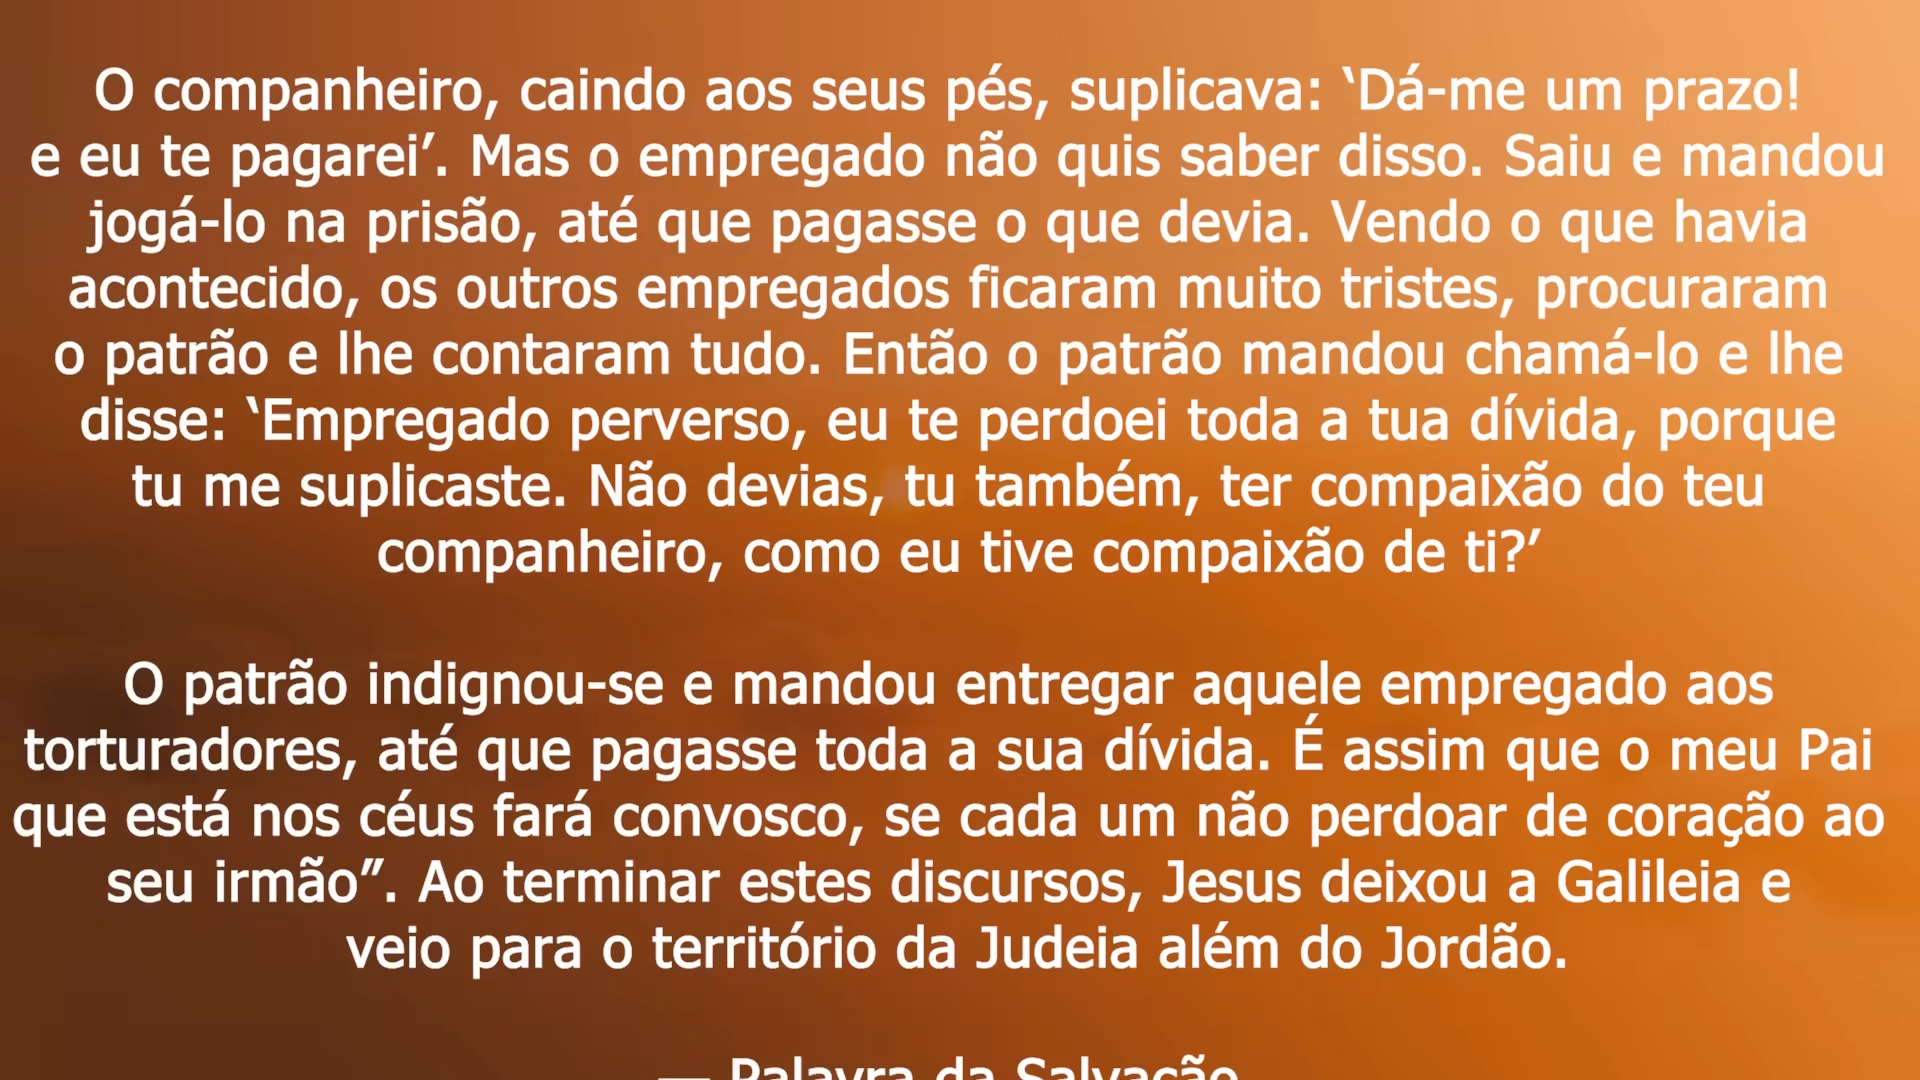 O companheiro, caindo aos seus pés, suplicava: ‘Dá-me um prazo!
e eu te pagarei’. Mas o empregado não quis saber disso. Saiu e mandou
jogá-lo na prisão, até que pagasse o que devia. Vendo o que havia
acontecido, os outros empregados ficaram muito tristes, procuraram
o patrão e lhe contaram tudo. Então o patrão mandou chamá-lo e lhe
disse: ‘Empregado perverso, eu te perdoei toda a tua dívida, porque
tu me suplicaste. Não devias, tu também, ter compaixão do teu
companheiro, como eu tive compaixão de ti?’
O patrão indignou-se e mandou entregar aquele empregado aos
torturadores, até que pagasse toda a sua dívida. É assim que o meu Pai
que está nos céus fará convosco, se cada um não perdoar de coração ao
seu irmão”. Ao terminar estes discursos, Jesus deixou a Galileia e
veio para o território da Judeia além do Jordão.
— Palavra da Salvação